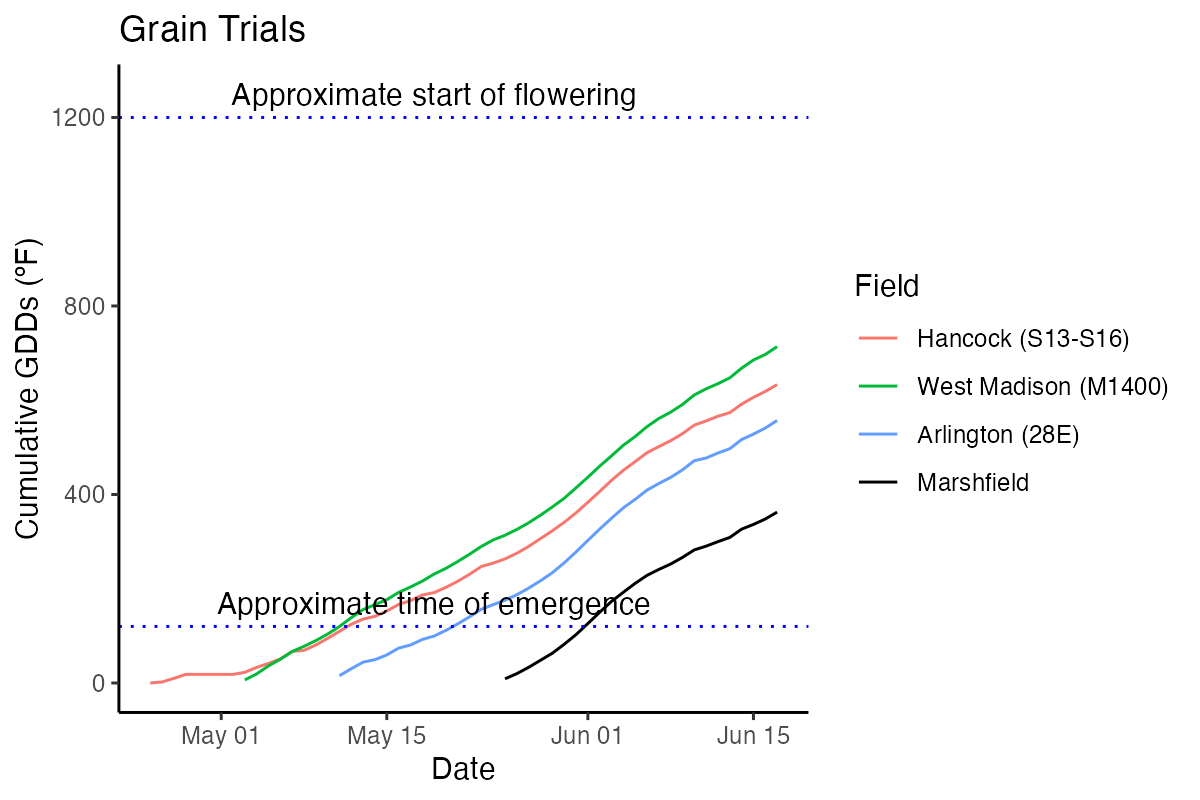 Grain Trials
Approximate start of flowering
1200
800
400
0
Cumulative GDDs (°F)
Approximate time of emergence
May 01
May 15
Jun 01
Jun 15
Date
Field
Hancock (S13-S16)
West Madison (M1400)
Arlington (28E)
Marshfield